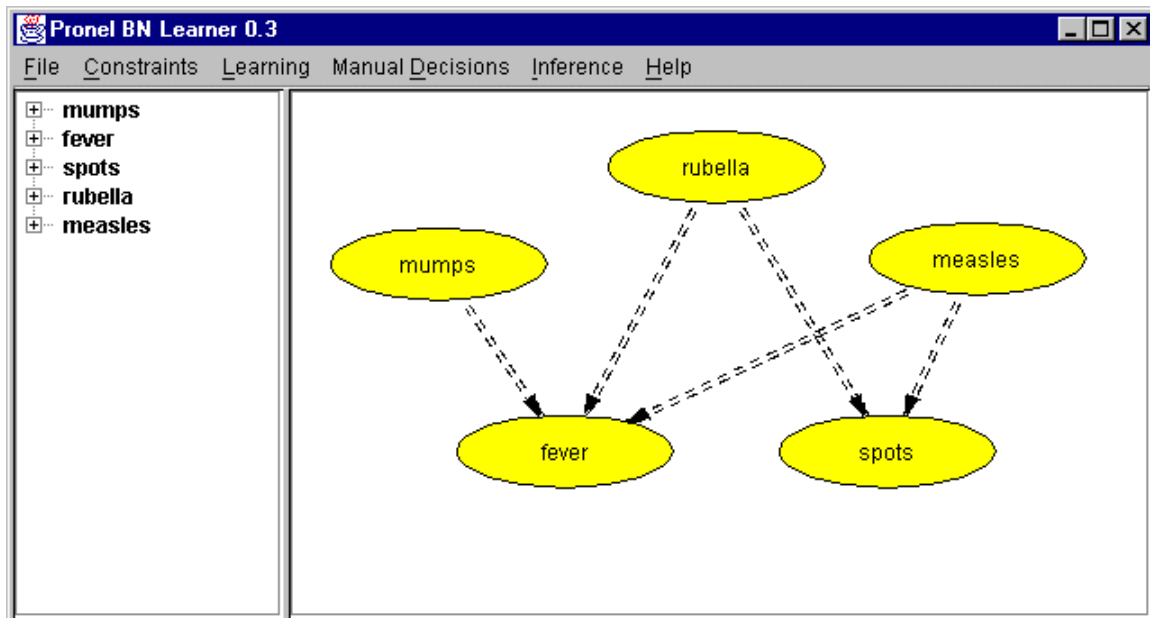 Pronel BN Learner 0.3
File Constraints Learning Manual Decisions Inference Help
mumps
fever
spots
rubella
measles
rubella
mumps
measles
fever
spots